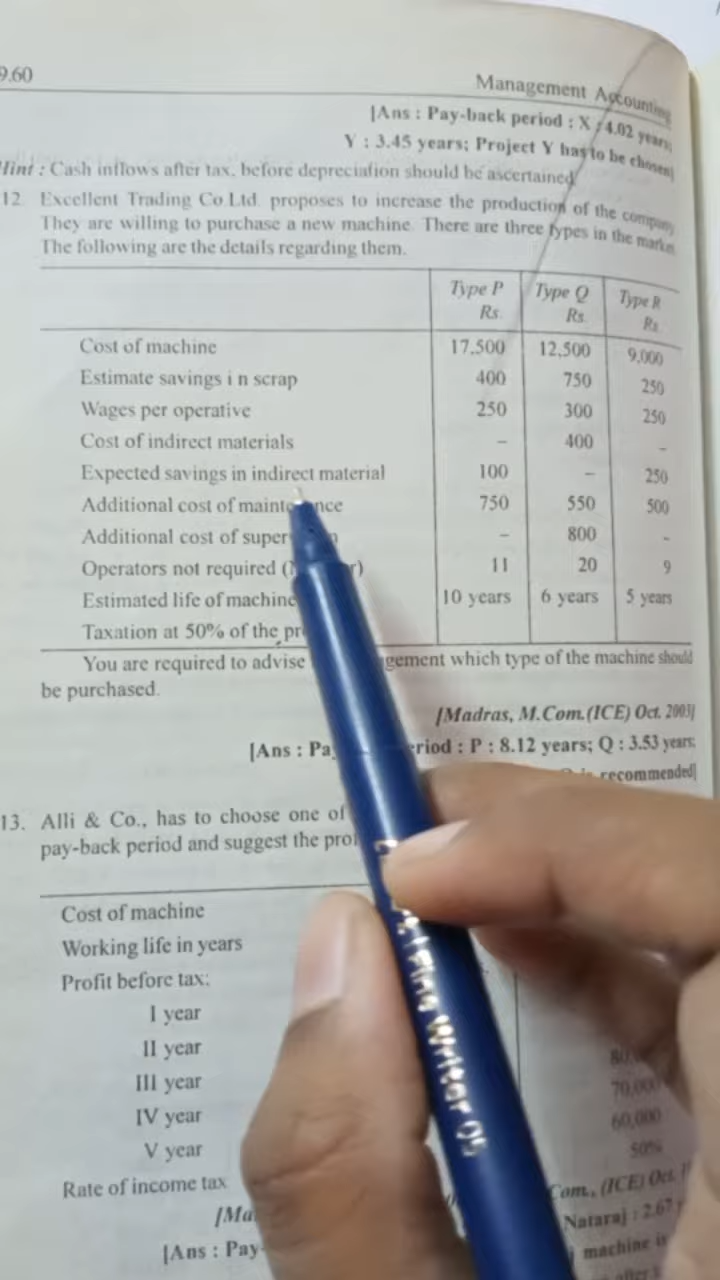 9.60 Management Accounting
[Ans : Pay-back period : X : 4.02 years;
Y : 3.45 years; Project Y has to be chosen]
Hint : Cash inflows after tax, before depreciation should be ascertained.
12 Excellent Trading Co Ltd. proposes to increase the production of the company
They are willing to purchase a new machine. There are three types in the market
The following are the details regarding them.
Type P Type Q Type R
Rs. Rs. Rs.
Cost of machine 17,500 12,500 9,000
Estimate savings i n scrap 400 750 250
Wages per operative 250 300 250
Cost of indirect materials – 400 –
Expected savings in indirect material 100 – 250
Additional cost of maintenance 750 550 500
Additional cost of – 800 -
Operators not required 11 20 9
Estimated life of machine 10 years 6 years 5 years
Taxation at 50% of the
You are required to advise which type of the machine should
be purchased.
[Madras, M.Com.(ICE) Oct. 2003]
[Ans : : P : 8.12 years; Q : 3.53 years;
recommended]
13. Alli & Co., has to choose one of
pay-back period and suggest the
Cost of machine
Working life in years
Profit before tax:
I year
II year
III year 70,000
IV year 60,000
V year 50%
Rate of income tax
Com., (ICE) Oct.
Nataraj : 2.67
[Ans : Pay- machine is
Writer